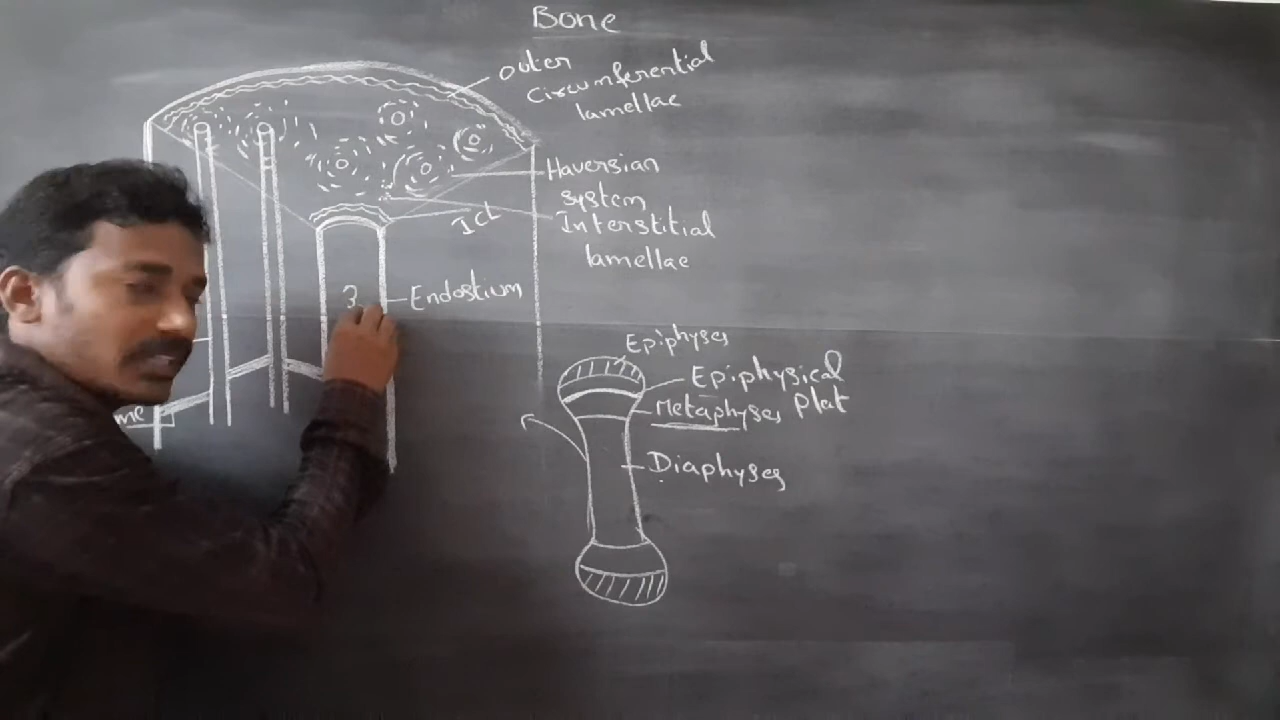 Bone
outer
Circumferential
lamellae
Haversian
system
ICL
Interstitial
lamellae
3
Endostium
Epiphyses
Epiphysical
Metaphyses Plat
Diaphyses